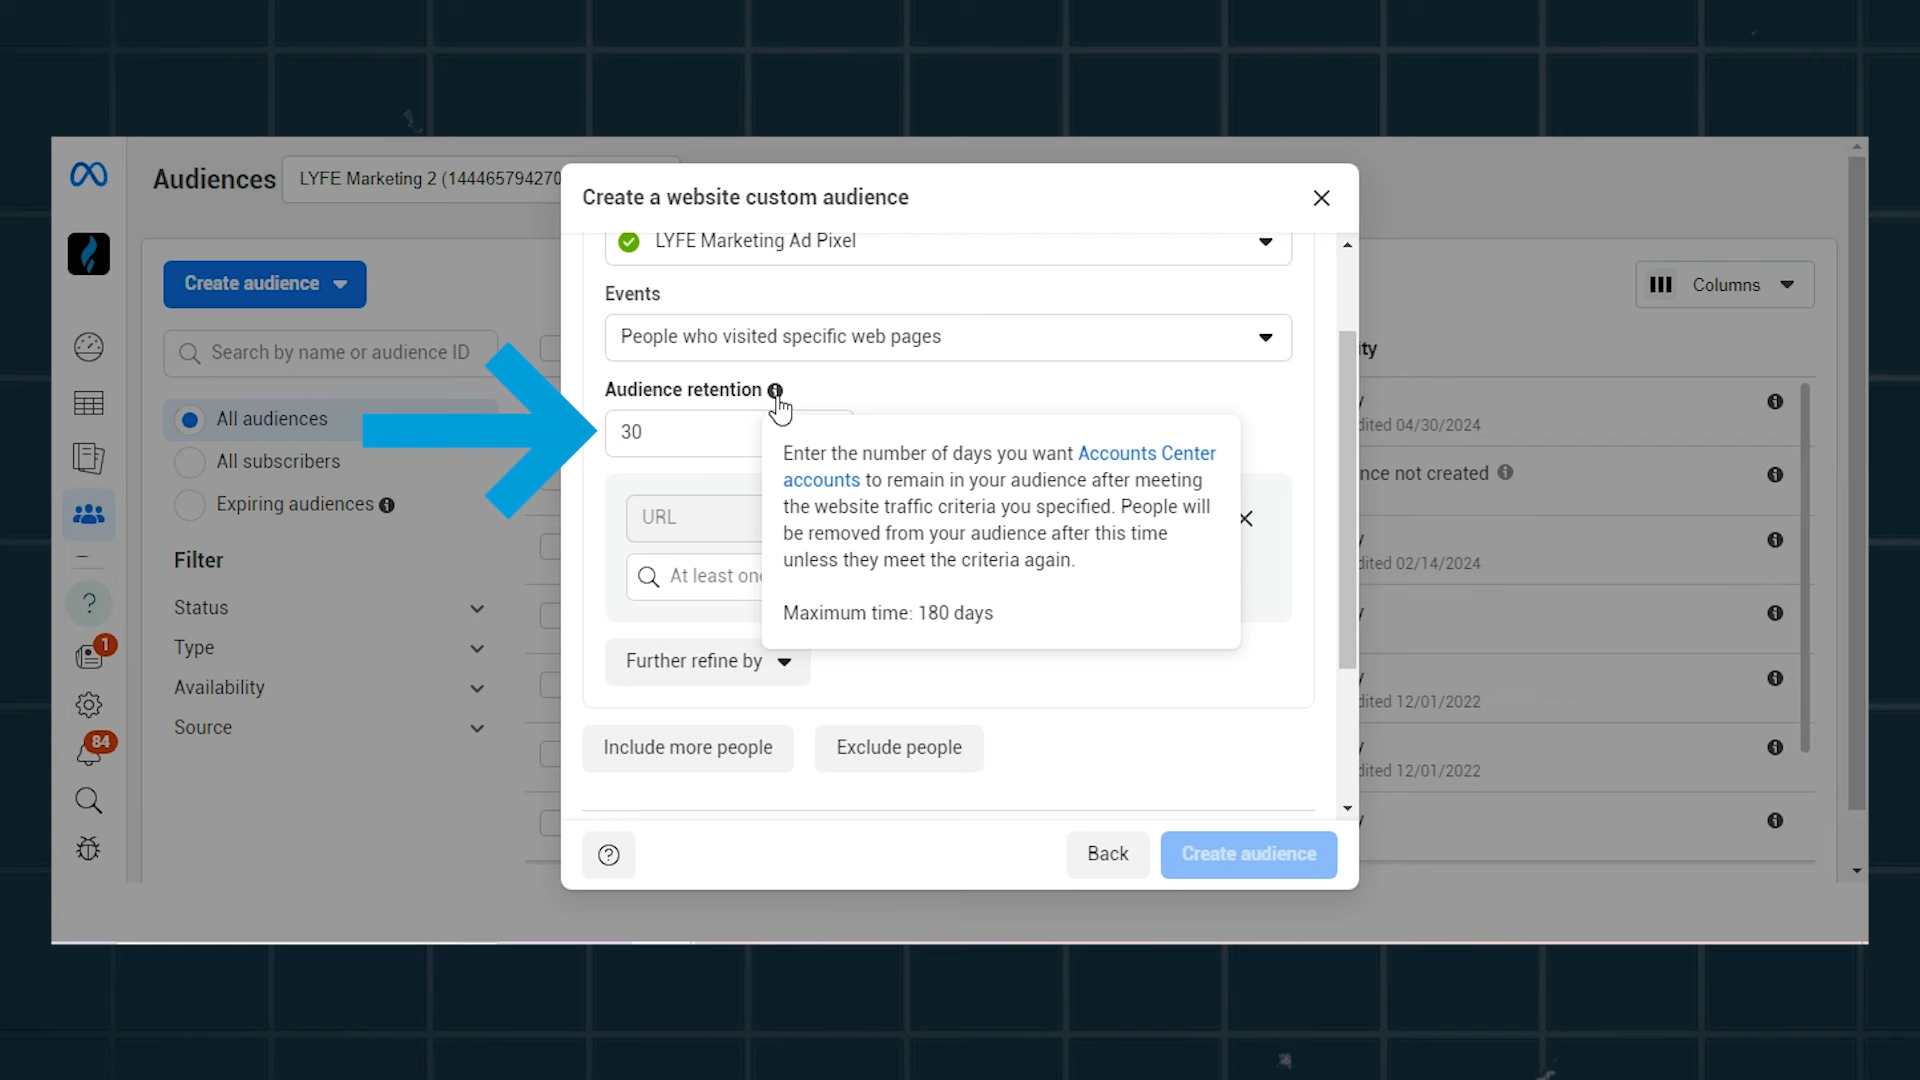 Audiences
LYFE Marketing 2 (144465794270
Create audience
Search by name or audience ID
All audiences
All subscribers
Expiring audiences
Filter
Status
Type
Availability
Source
1
84
Create a website custom audience
LYFE Marketing Ad Pixel
Events
People who visited specific web pages
Audience retention
30
Enter the number of days you want Accounts Center
accounts to remain in your audience after meeting
the website traffic criteria you specified. People will
be removed from your audience after this time
unless they meet the criteria again.
Maximum time: 180 days
URL
At least one
Further refine by
Include more people
Exclude people
Back
Create audience
Columns
ity
y
dited 04/30/2024
nce not created
y
dited 02/14/2024
y
y
dited 12/01/2022
y
dited 12/01/2022
y